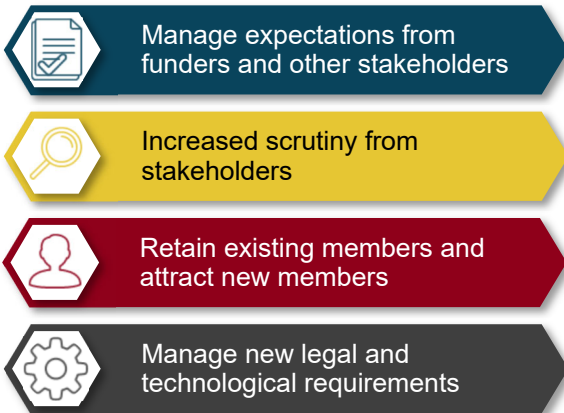 Manage expectations from
funders and other stakeholders
Increased scrutiny from
stakeholders
Retain existing members and
attract new members
Manage new legal and
technological requirements